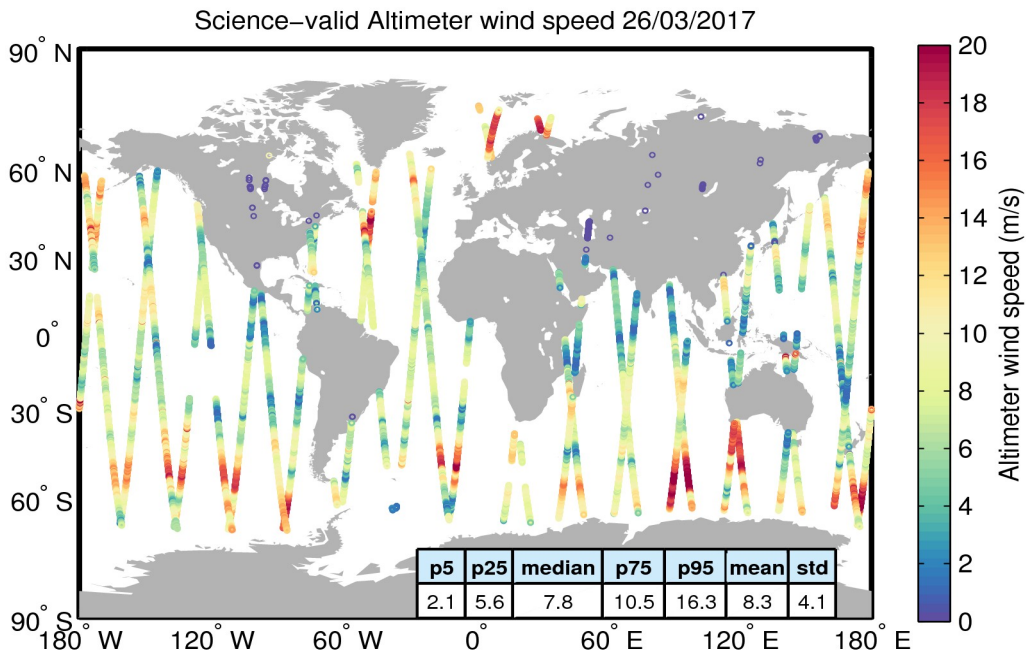 Science−valid Altimeter wind speed 26/03/2017
90° N
60° N
30° N
0°
30° S
60° S
90° S
180° W
120° W
60° W
0°
60° E
120° E
180° E
20
18
16
14
12
10
8
6
4
2
0
Altimeter wind speed (m/s)
p5 p25 median p75 p95 mean std
2.1 5.6 7.8 10.5 16.3 8.3 4.1